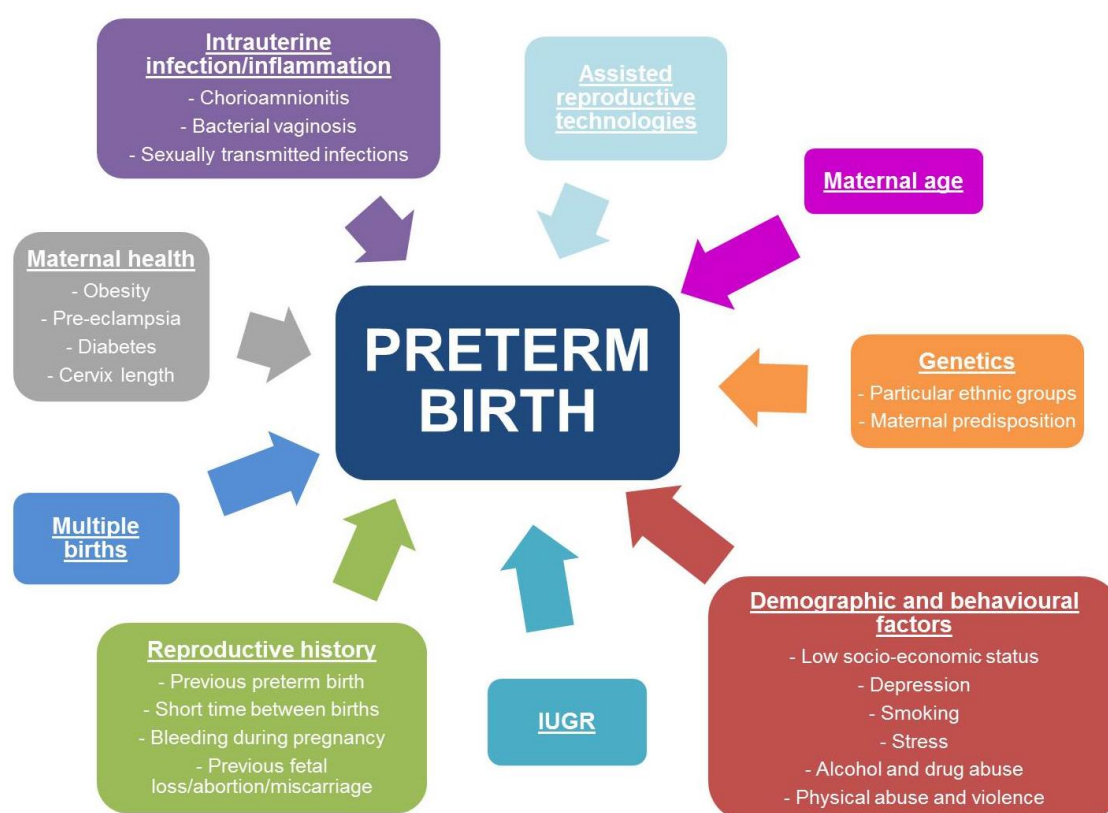 Intrauterine
infection/inflammation
- Chorioamnionitis
- Bacterial vaginosis
- Sexually transmitted infections
Assisted
reproductive
technologies
Maternal age
Maternal health
- Obesity
- Pre-eclampsia
- Diabetes
- Cervix length
PRETERM
BIRTH
Genetics
- Particular ethnic groups
- Maternal predisposition
Multiple
births
Reproductive history
- Previous preterm birth
- Short time between births
- Bleeding during pregnancy
- Previous fetal
loss/abortion/miscarriage
IUGR
Demographic and behavioural
factors
- Low socio-economic status
- Depression
- Smoking
- Stress
- Alcohol and drug abuse
- Physical abuse and violence